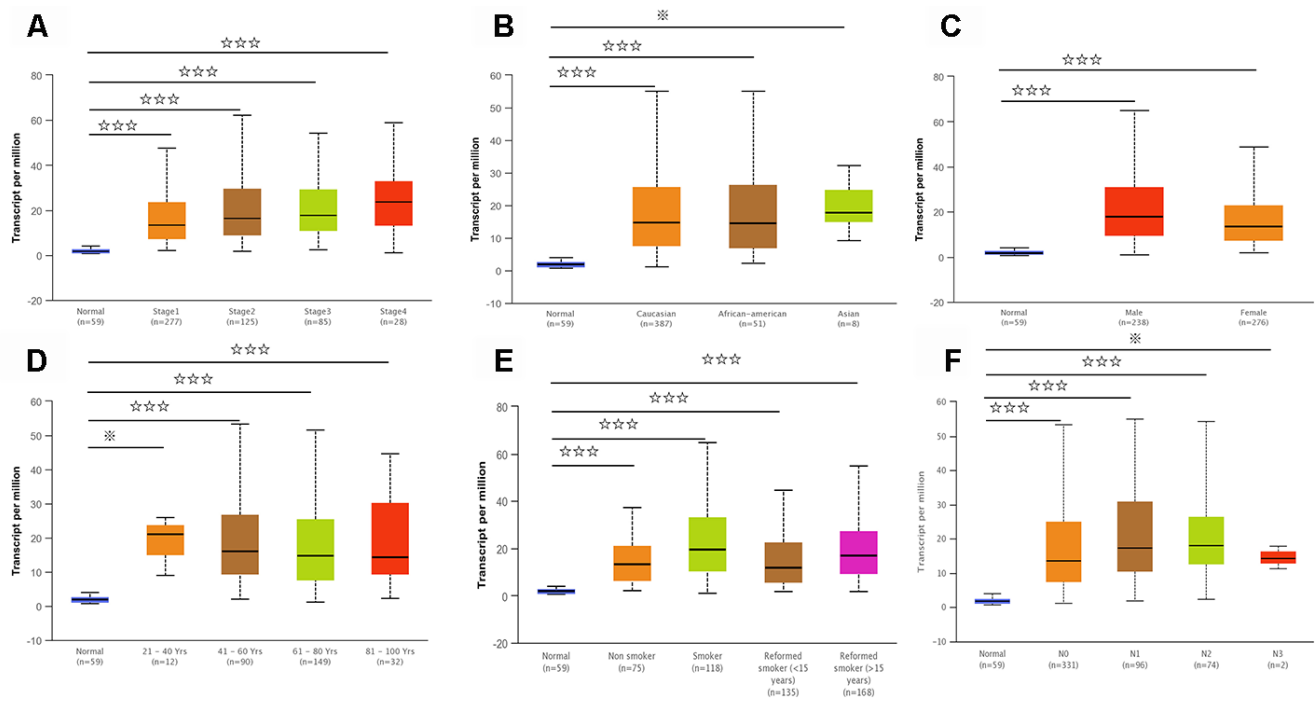 A
☆☆☆
☆☆☆
☆☆☆
☆☆☆
Transcript per million
80
60
40
20
0
-20
Normal
(n=59)
Stage1
(n=277)
Stage2
(n=125)
Stage3
(n=85)
Stage4
(n=28)
B
※
☆☆☆
☆☆☆
Transcript per million
60
50
40
30
20
10
0
-10
Normal
(n=59)
Caucasian
(n=387)
African-american
(n=51)
Asian
(n=8)
C
☆☆☆
☆☆☆
Transcript per million
80
60
40
20
0
-20
Normal
(n=59)
Male
(n=238)
Female
(n=276)
D
☆☆☆
☆☆☆
☆☆☆
※
Transcript per million
60
50
40
30
20
10
0
-10
Normal
(n=59)
21 - 40 Yrs
(n=12)
41 - 60 Yrs
(n=90)
61 - 80 Yrs
(n=149)
81 - 100 Yrs
(n=32)
E
☆☆☆
☆☆☆
☆☆☆
☆☆☆
Transcript per million
80
60
40
20
0
-20
Normal
(n=59)
Non smoker
(n=75)
Smoker
(n=118)
Reformed
smoker (<15
years)
(n=135)
Reformed
smoker (>15
years)
(n=168)
F
※
☆☆☆
☆☆☆
☆☆☆
Transcript per million
60
50
40
30
20
10
0
-10
Normal
(n=59)
N0
(n=331)
N1
(n=96)
N2
(n=74)
N3
(n=2)